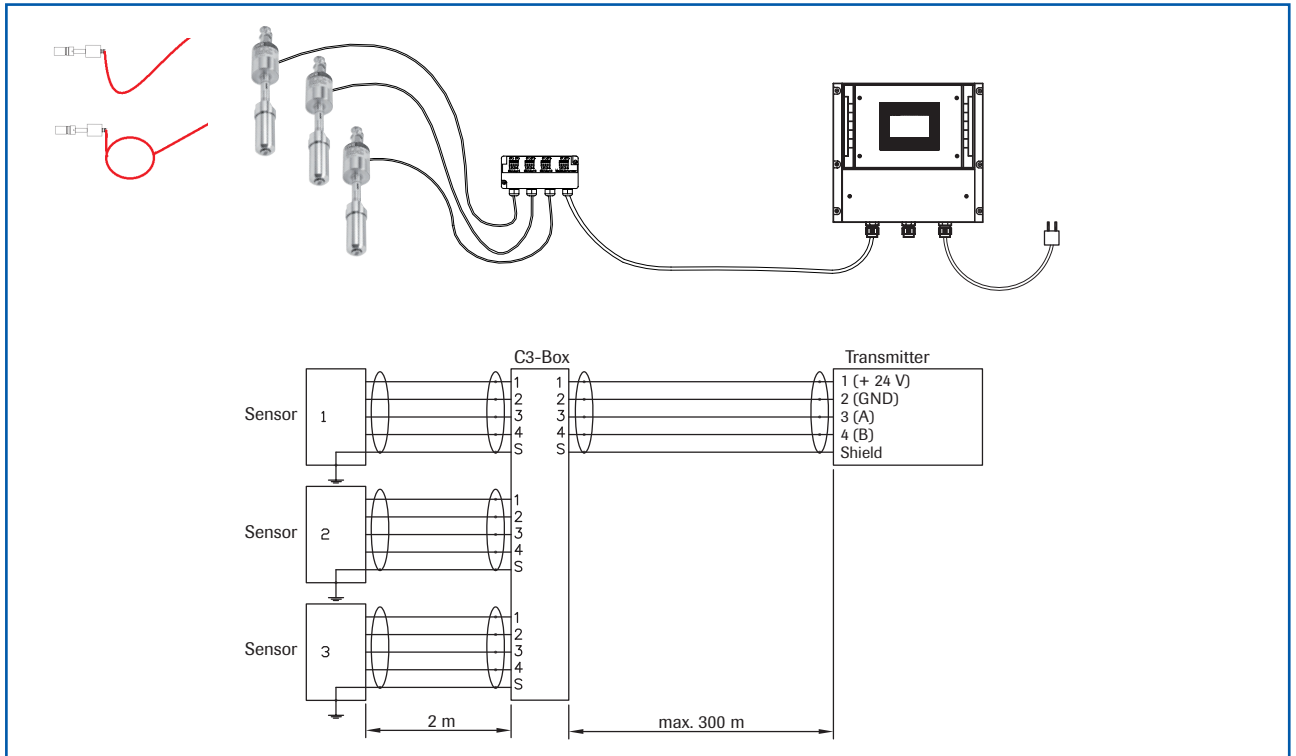 C3-Box
Transmitter
Sensor 1
1
2
3
4
S
1
2
3
4
S
1 (+ 24 V)
2 (GND)
3 (A)
4 (B)
Shield
Sensor 2
1
2
3
4
S
Sensor 3
1
2
3
4
S
2 m
max. 300 m